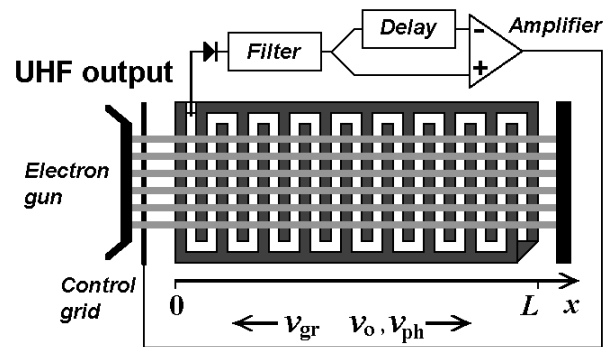 Delay
Amplifier
Filter
-
+
UHF output
Electron
gun
Control
grid
0
L
x
vgr
vo , vph